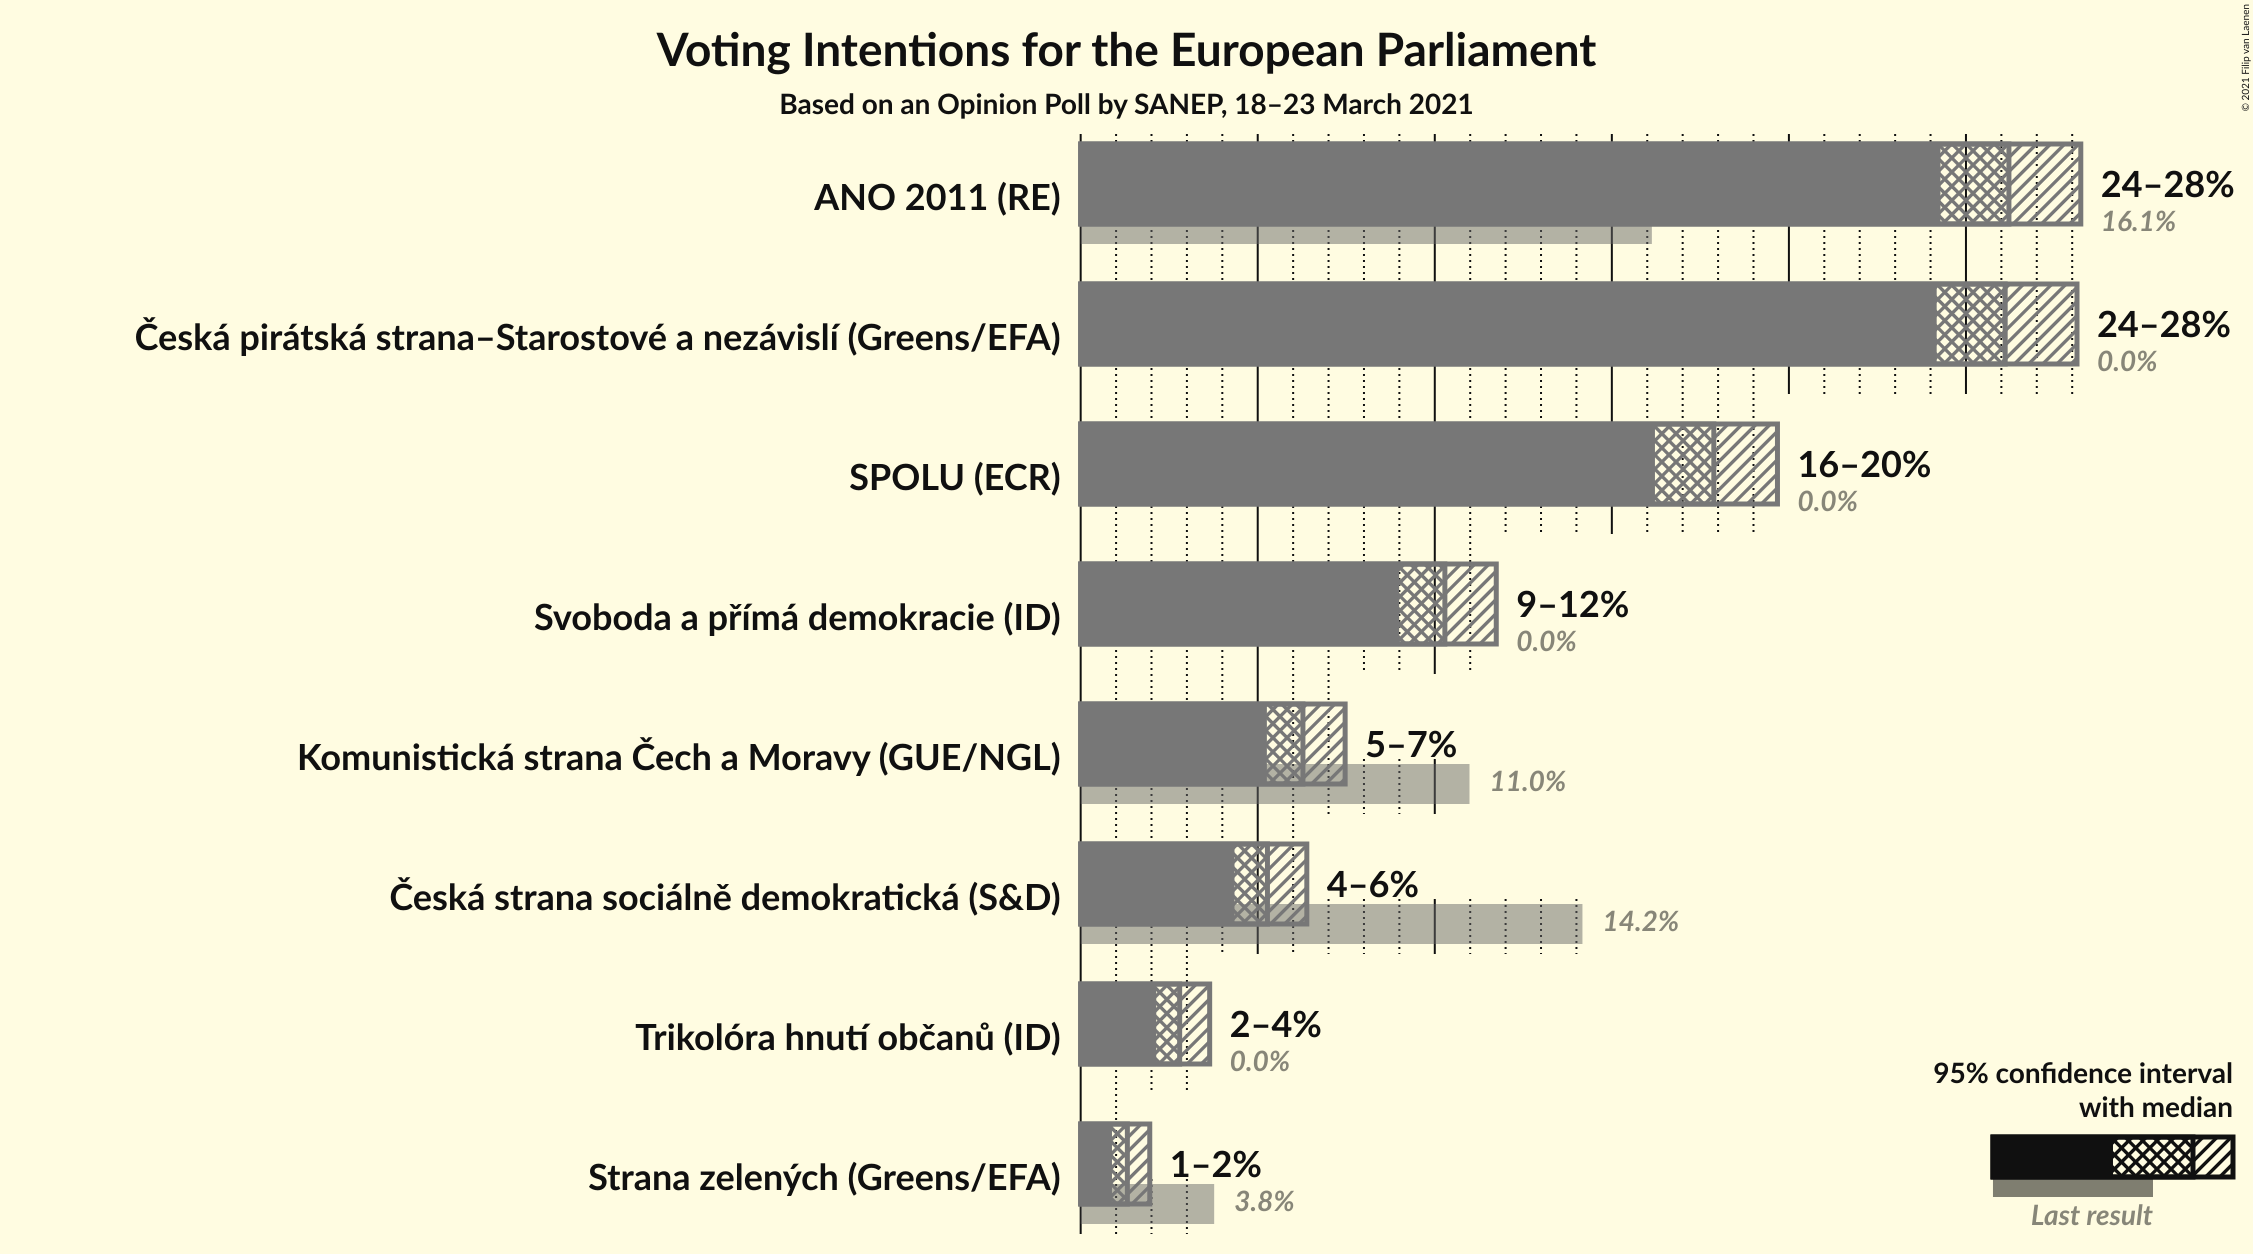 Voting Intentions for the European Parliament
Based on an Opinion Poll by SANEP, 18–23 March 2021
© 2021 Filip van Laenen
ANO 2011 (RE)
24–28%
16.1%
Česká pirátská strana–Starostové a nezávislí (Greens/EFA)
24–28%
0.0%
SPOLU (ECR)
16–20%
0.0%
Svoboda a přímá demokracie (ID)
9–12%
0.0%
Komunistická strana Čech a Moravy (GUE/NGL)
5–7%
11.0%
Česká strana sociálně demokratická (S&D)
4–6%
14.2%
Trikolóra hnutí občanů (ID)
2–4%
0.0%
Strana zelených (Greens/EFA)
1–2%
3.8%
95% confidence interval
with median
Last result